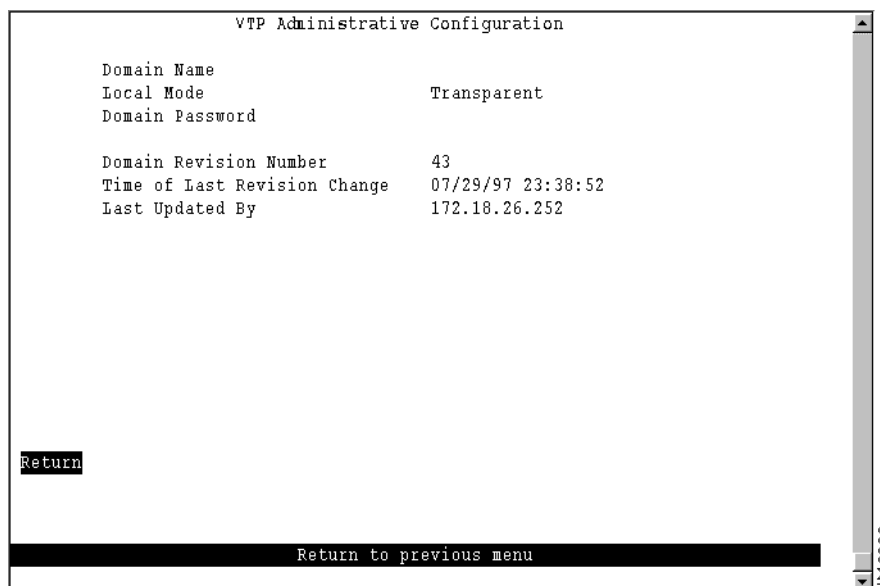 VTP Administrative Configuration
Domain Name
Local Mode Transparent
Domain Password
Domain Revision Number 43
Time of Last Revision Change 07/29/97 23:38:52
Last Updated By 172.18.26.252
Return
Return to previous menu